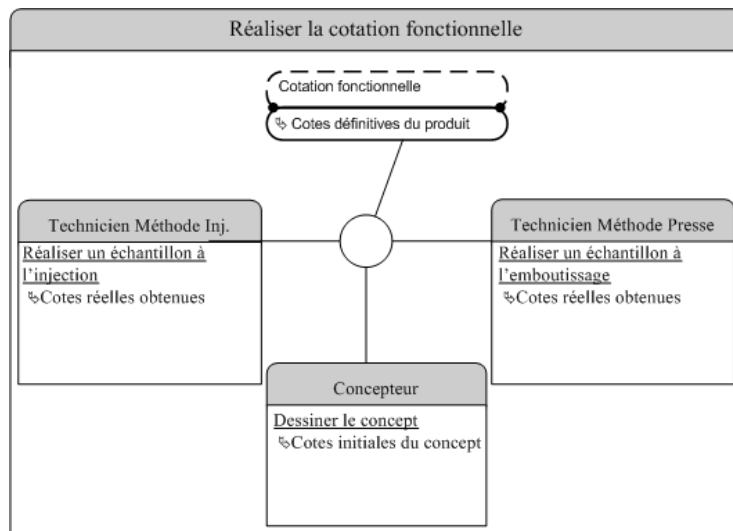 Réaliser la cotation fonctionnelle
Cotation fonctionnelle
Cotes définitives du produit
Technicien Méthode Inj.
Réaliser un échantillon à
l'injection
Cotes réelles obtenues
Technicien Méthode Presse
Réaliser un échantillon à
l'emboutissage
Cotes réelles obtenues
Concepteur
Dessiner le concept
Cotes initiales du concept